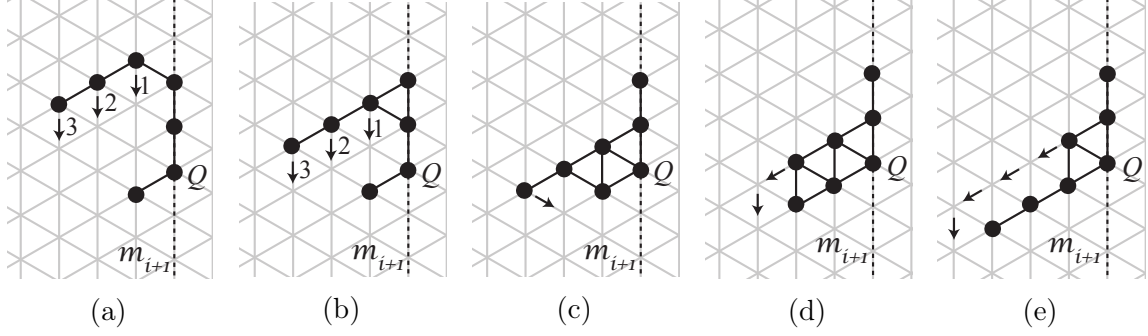 1
2
3
Q
m_{i+1}
1
2
3
Q
m_{i+1}
Q
m_{i+1}
Q
m_{i+1}
Q
m_{i+1}
(a) (b) (c) (d) (e)